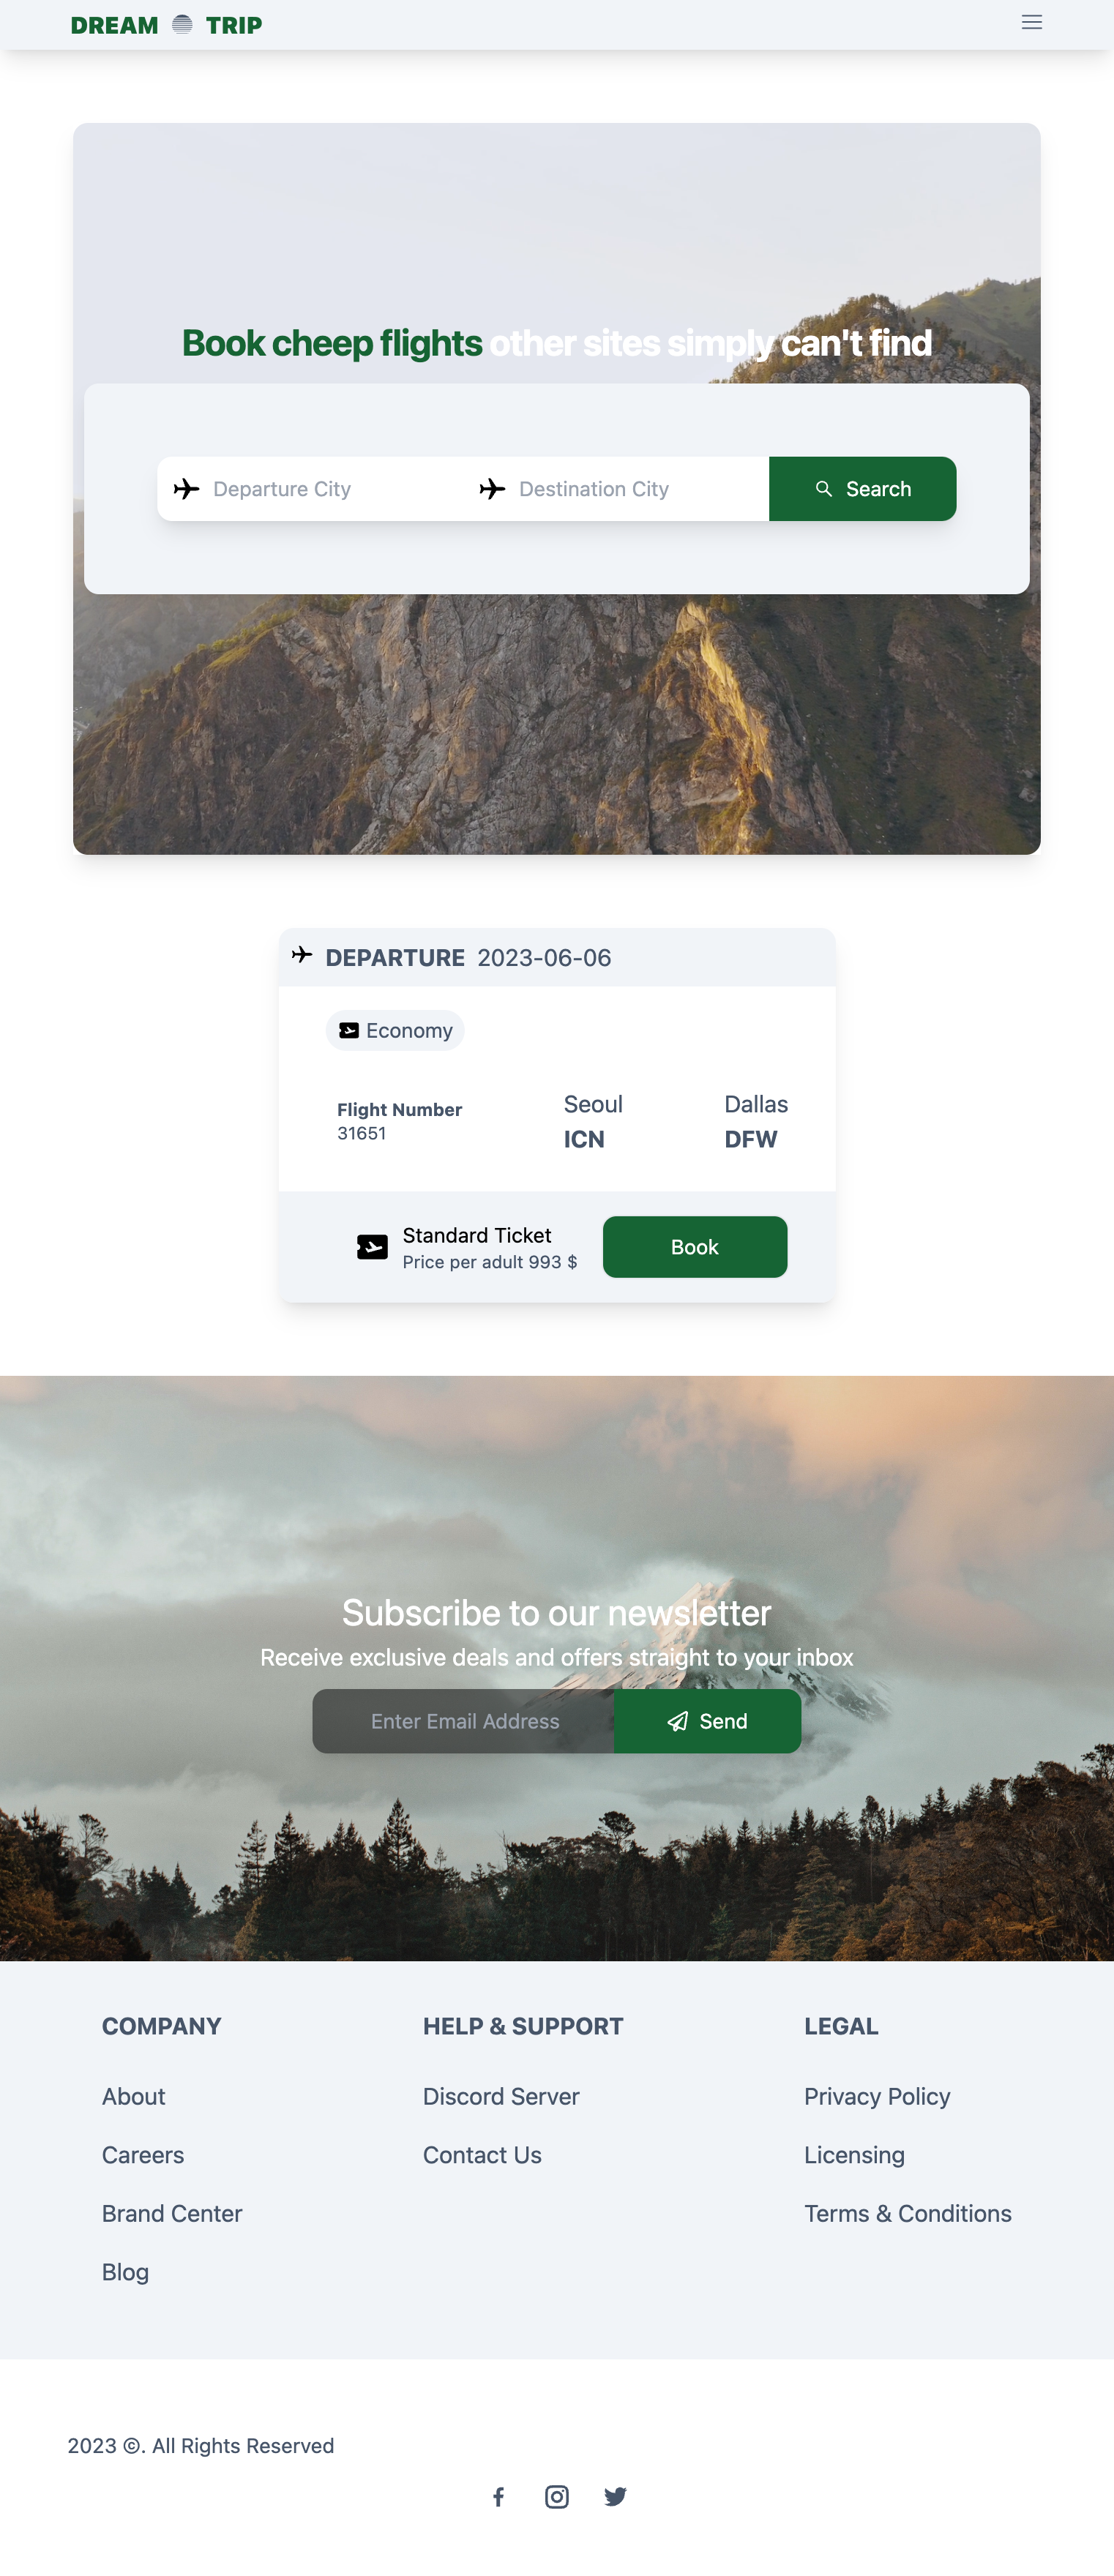 DREAM TRIP
Book cheep flights other sites simply can't find
Departure City
Destination City
Search
DEPARTURE 2023-06-06
Economy
Flight Number
31651
Seoul
ICN
Dallas
DFW
Standard Ticket
Price per adult 993 $
Book
Subscribe to our newsletter
Receive exclusive deals and offers straight to your inbox
Enter Email Address
Send
COMPANY
About
Careers
Brand Center
Blog
HELP & SUPPORT
Discord Server
Contact Us
LEGAL
Privacy Policy
Licensing
Terms & Conditions
2023 ©. All Rights Reserved